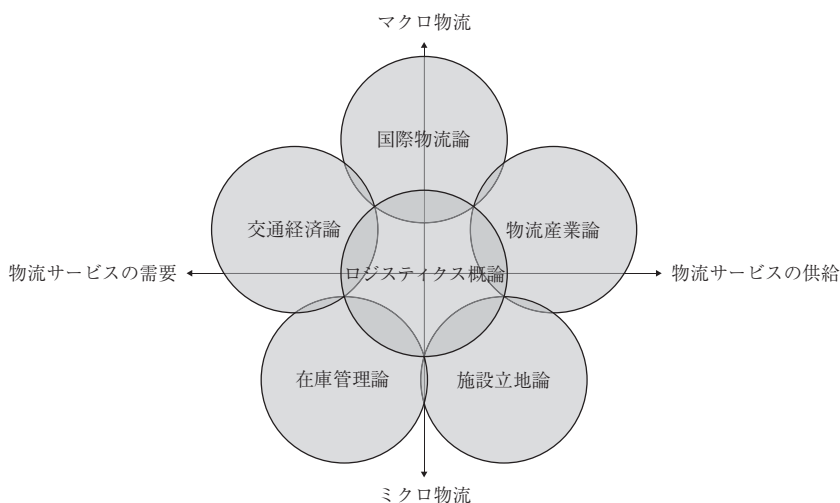 マクロ物流
国際物流論
交通経済論
物流産業論
物流サービスの需要
ロジスティクス概論
物流サービスの供給
在庫管理論
施設立地論
ミクロ物流